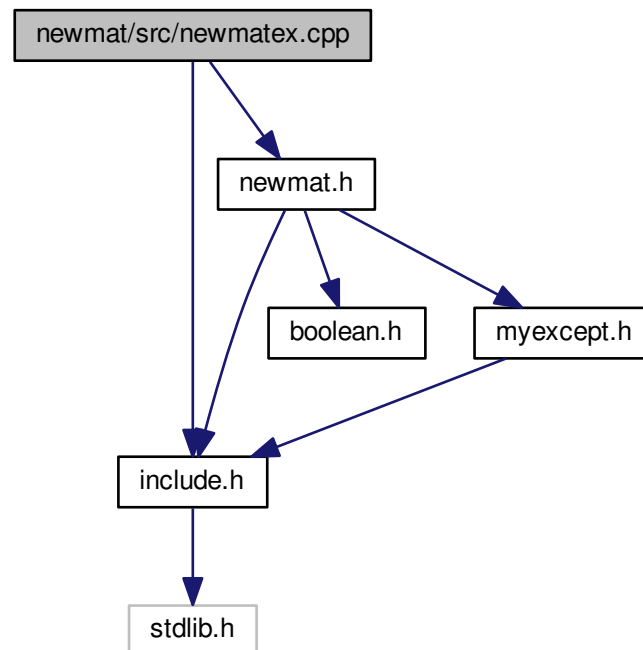 newmat/src/newmatex.cpp
newmat.h
boolean.h
myexcept.h
include.h
stdlib.h